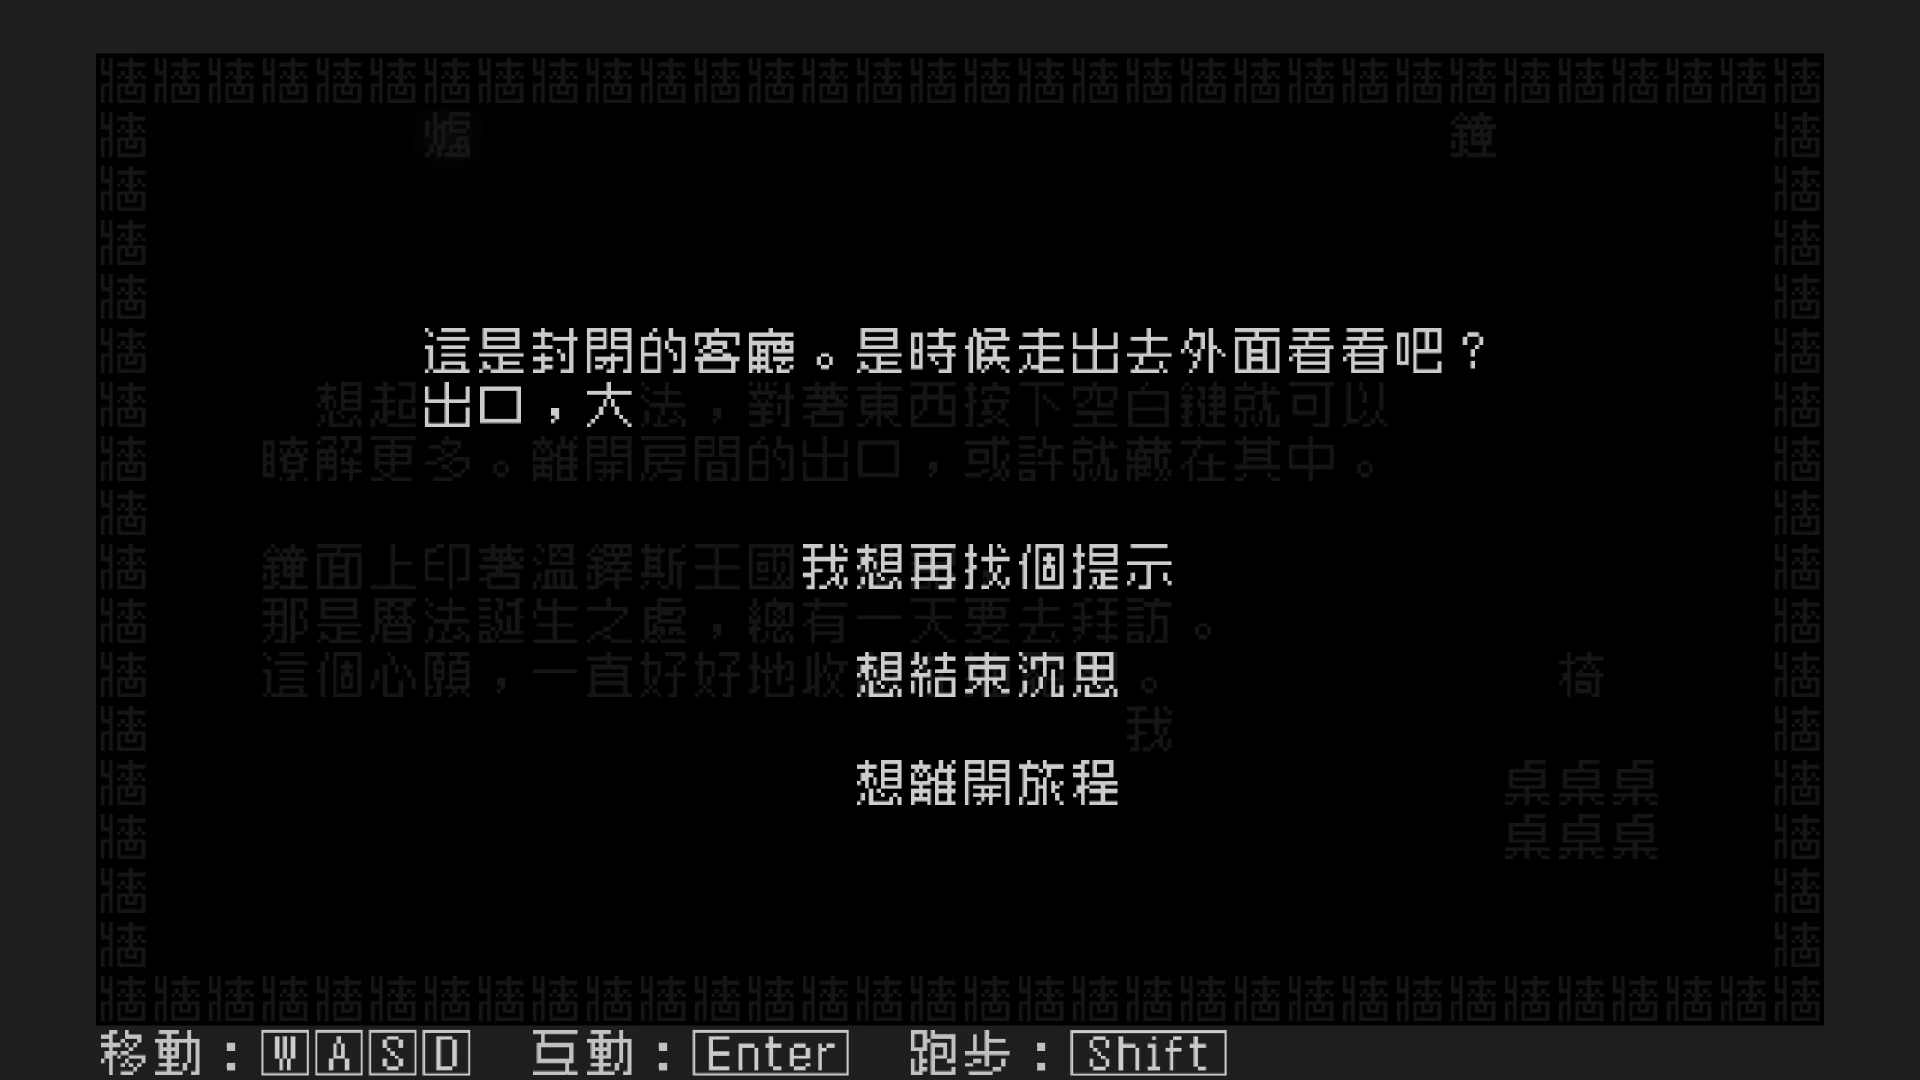 牆牆牆牆牆牆牆牆牆牆牆牆牆牆牆牆牆牆牆牆牆牆牆牆牆牆牆牆牆牆牆牆
牆 爐 鐘 牆
牆 牆
牆 牆
牆 牆
牆 這是封閉的客廳。是時候走出去外面看看吧？ 牆
牆 想起出口，大法，對著東西按下空白鍵就可以 牆
牆 瞭解更多。離開房間的出口，或許就藏在其中。 牆
牆 牆
牆 鐘面上印著溫鐸斯王國 我想再找個提示 牆
牆 那是曆法誕生之處，總有一天要去拜訪。 牆
牆 這個心願，一直好好地收 想結束沈思 。 椅 牆
牆 我 牆
牆 想離開旅程 桌桌桌 牆
牆 桌桌桌 牆
牆 牆
牆 牆
牆牆牆牆牆牆牆牆牆牆牆牆牆牆牆牆牆牆牆牆牆牆牆牆牆牆牆牆牆牆牆牆
移動：W A S D 互動：Enter 跑步：Shift